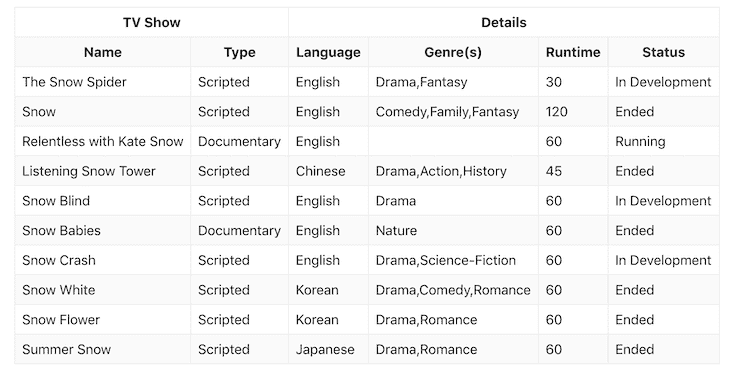 TV Show Details
Name Type Language Genre(s) Runtime Status
The Snow Spider Scripted English Drama,Fantasy 30 In Development
Snow Scripted English Comedy,Family,Fantasy 120 Ended
Relentless with Kate Snow Documentary English 60 Running
Listening Snow Tower Scripted Chinese Drama,Action,History 45 Ended
Snow Blind Scripted English Drama 60 In Development
Snow Babies Documentary English Nature 60 Ended
Snow Crash Scripted English Drama,Science-Fiction 60 In Development
Snow White Scripted Korean Drama,Comedy,Romance 60 Ended
Snow Flower Scripted Korean Drama,Romance 60 Ended
Summer Snow Scripted Japanese Drama,Romance 60 Ended